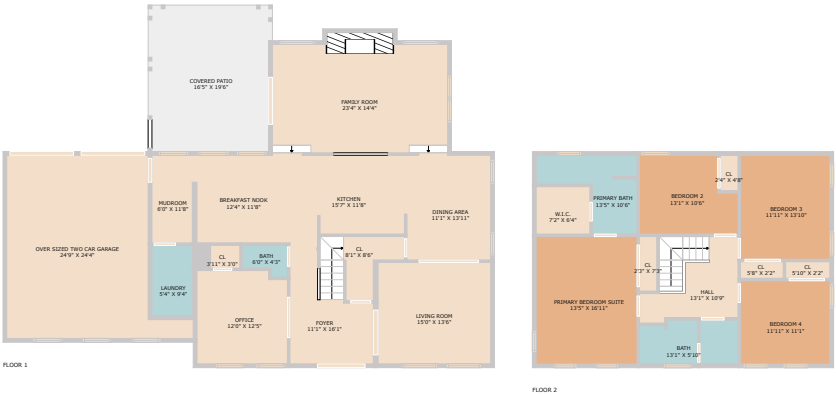 COVERED PATIO
16'5" X 19'6"
FAMILY ROOM
23'4" X 14'4"
MUDROOM
6'0" X 11'8"
BREAKFAST NOOK
12'4" X 11'8"
KITCHEN
15'7" X 11'8"
DINING AREA
11'1" X 13'11"
OVER SIZED TWO CAR GARAGE
24'9" X 24'4"
CL
3'11" X 3'0"
BATH
6'0" X 4'3"
CL
8'1" X 8'6"
LAUNDRY
5'4" X 9'4"
OFFICE
12'0" X 12'5"
FOYER
11'1" X 16'1"
LIVING ROOM
15'0" X 13'6"
FLOOR 1
PRIMARY BATH
13'5" X 10'6"
W.I.C.
7'2" X 6'4"
BEDROOM 2
13'1" X 10'6"
CL
2'4" X 4'8"
BEDROOM 3
11'11" X 13'10"
CL
2'3" X 7'3"
CL
5'8" X 2'2"
CL
5'10" X 2'2"
PRIMARY BEDROOM SUITE
13'5" X 16'11"
HALL
13'1" X 10'9"
BEDROOM 4
11'11" X 11'1"
BATH
13'1" X 5'10"
FLOOR 2